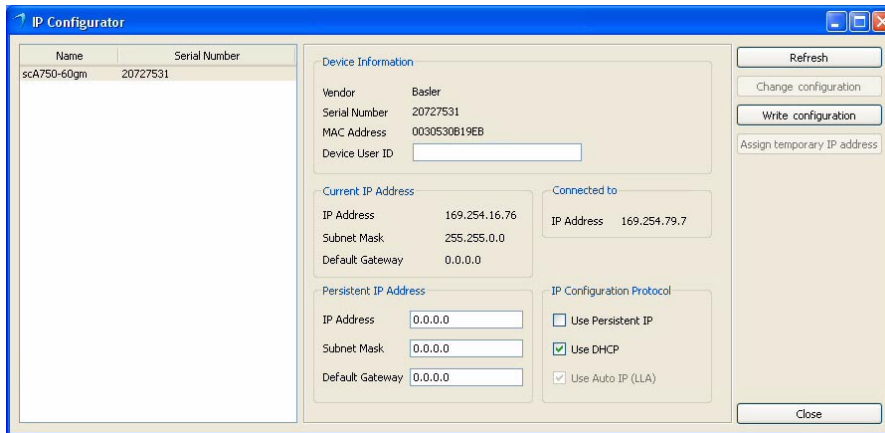 IP Configurator
Name Serial Number
scA750-60gm 20727531
Device Information
Vendor Basler
Serial Number 20727531
MAC Address 0030530B19EB
Device User ID
Current IP Address
IP Address 169.254.16.76
Subnet Mask 255.255.0.0
Default Gateway 0.0.0.0
Connected to
IP Address 169.254.79.7
Persistent IP Address
IP Address 0.0.0.0
Subnet Mask 0.0.0.0
Default Gateway 0.0.0.0
IP Configuration Protocol
Use Persistent IP
Use DHCP
Use Auto IP (LLA)
Refresh
Change configuration
Write configuration
Assign temporary IP address
Close